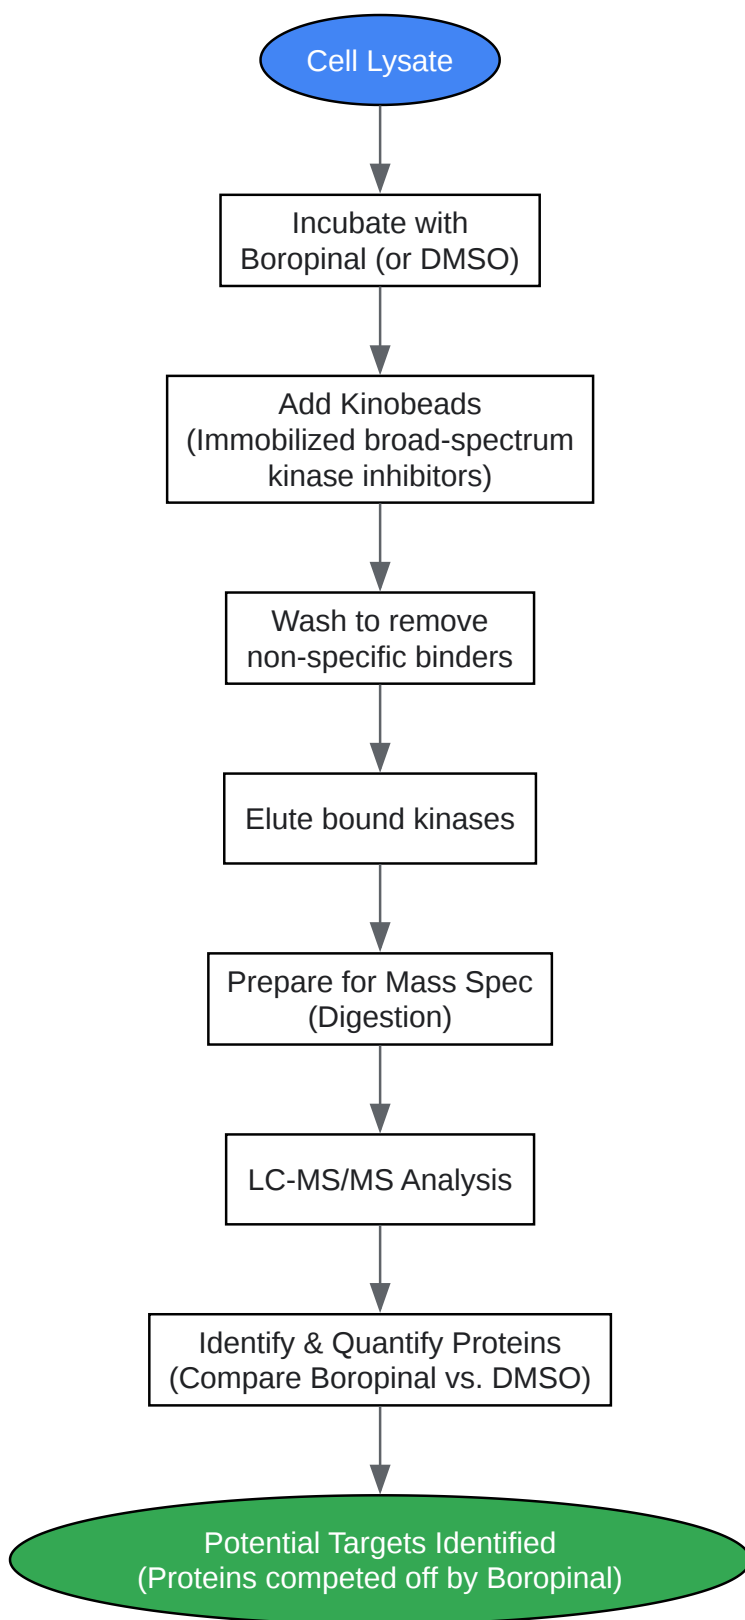 Cell Lysate
Incubate with
Boropinal (or DMSO)
Add Kinobeads
(Immobilized broad-spectrum
kinase inhibitors)
Wash to remove
non-specific binders
Elute bound kinases
Prepare for Mass Spec
(Digestion)
LC-MS/MS Analysis
Identify & Quantify Proteins
(Compare Boropinal vs. DMSO)
Potential Targets Identified
(Proteins competed off by Boropinal)